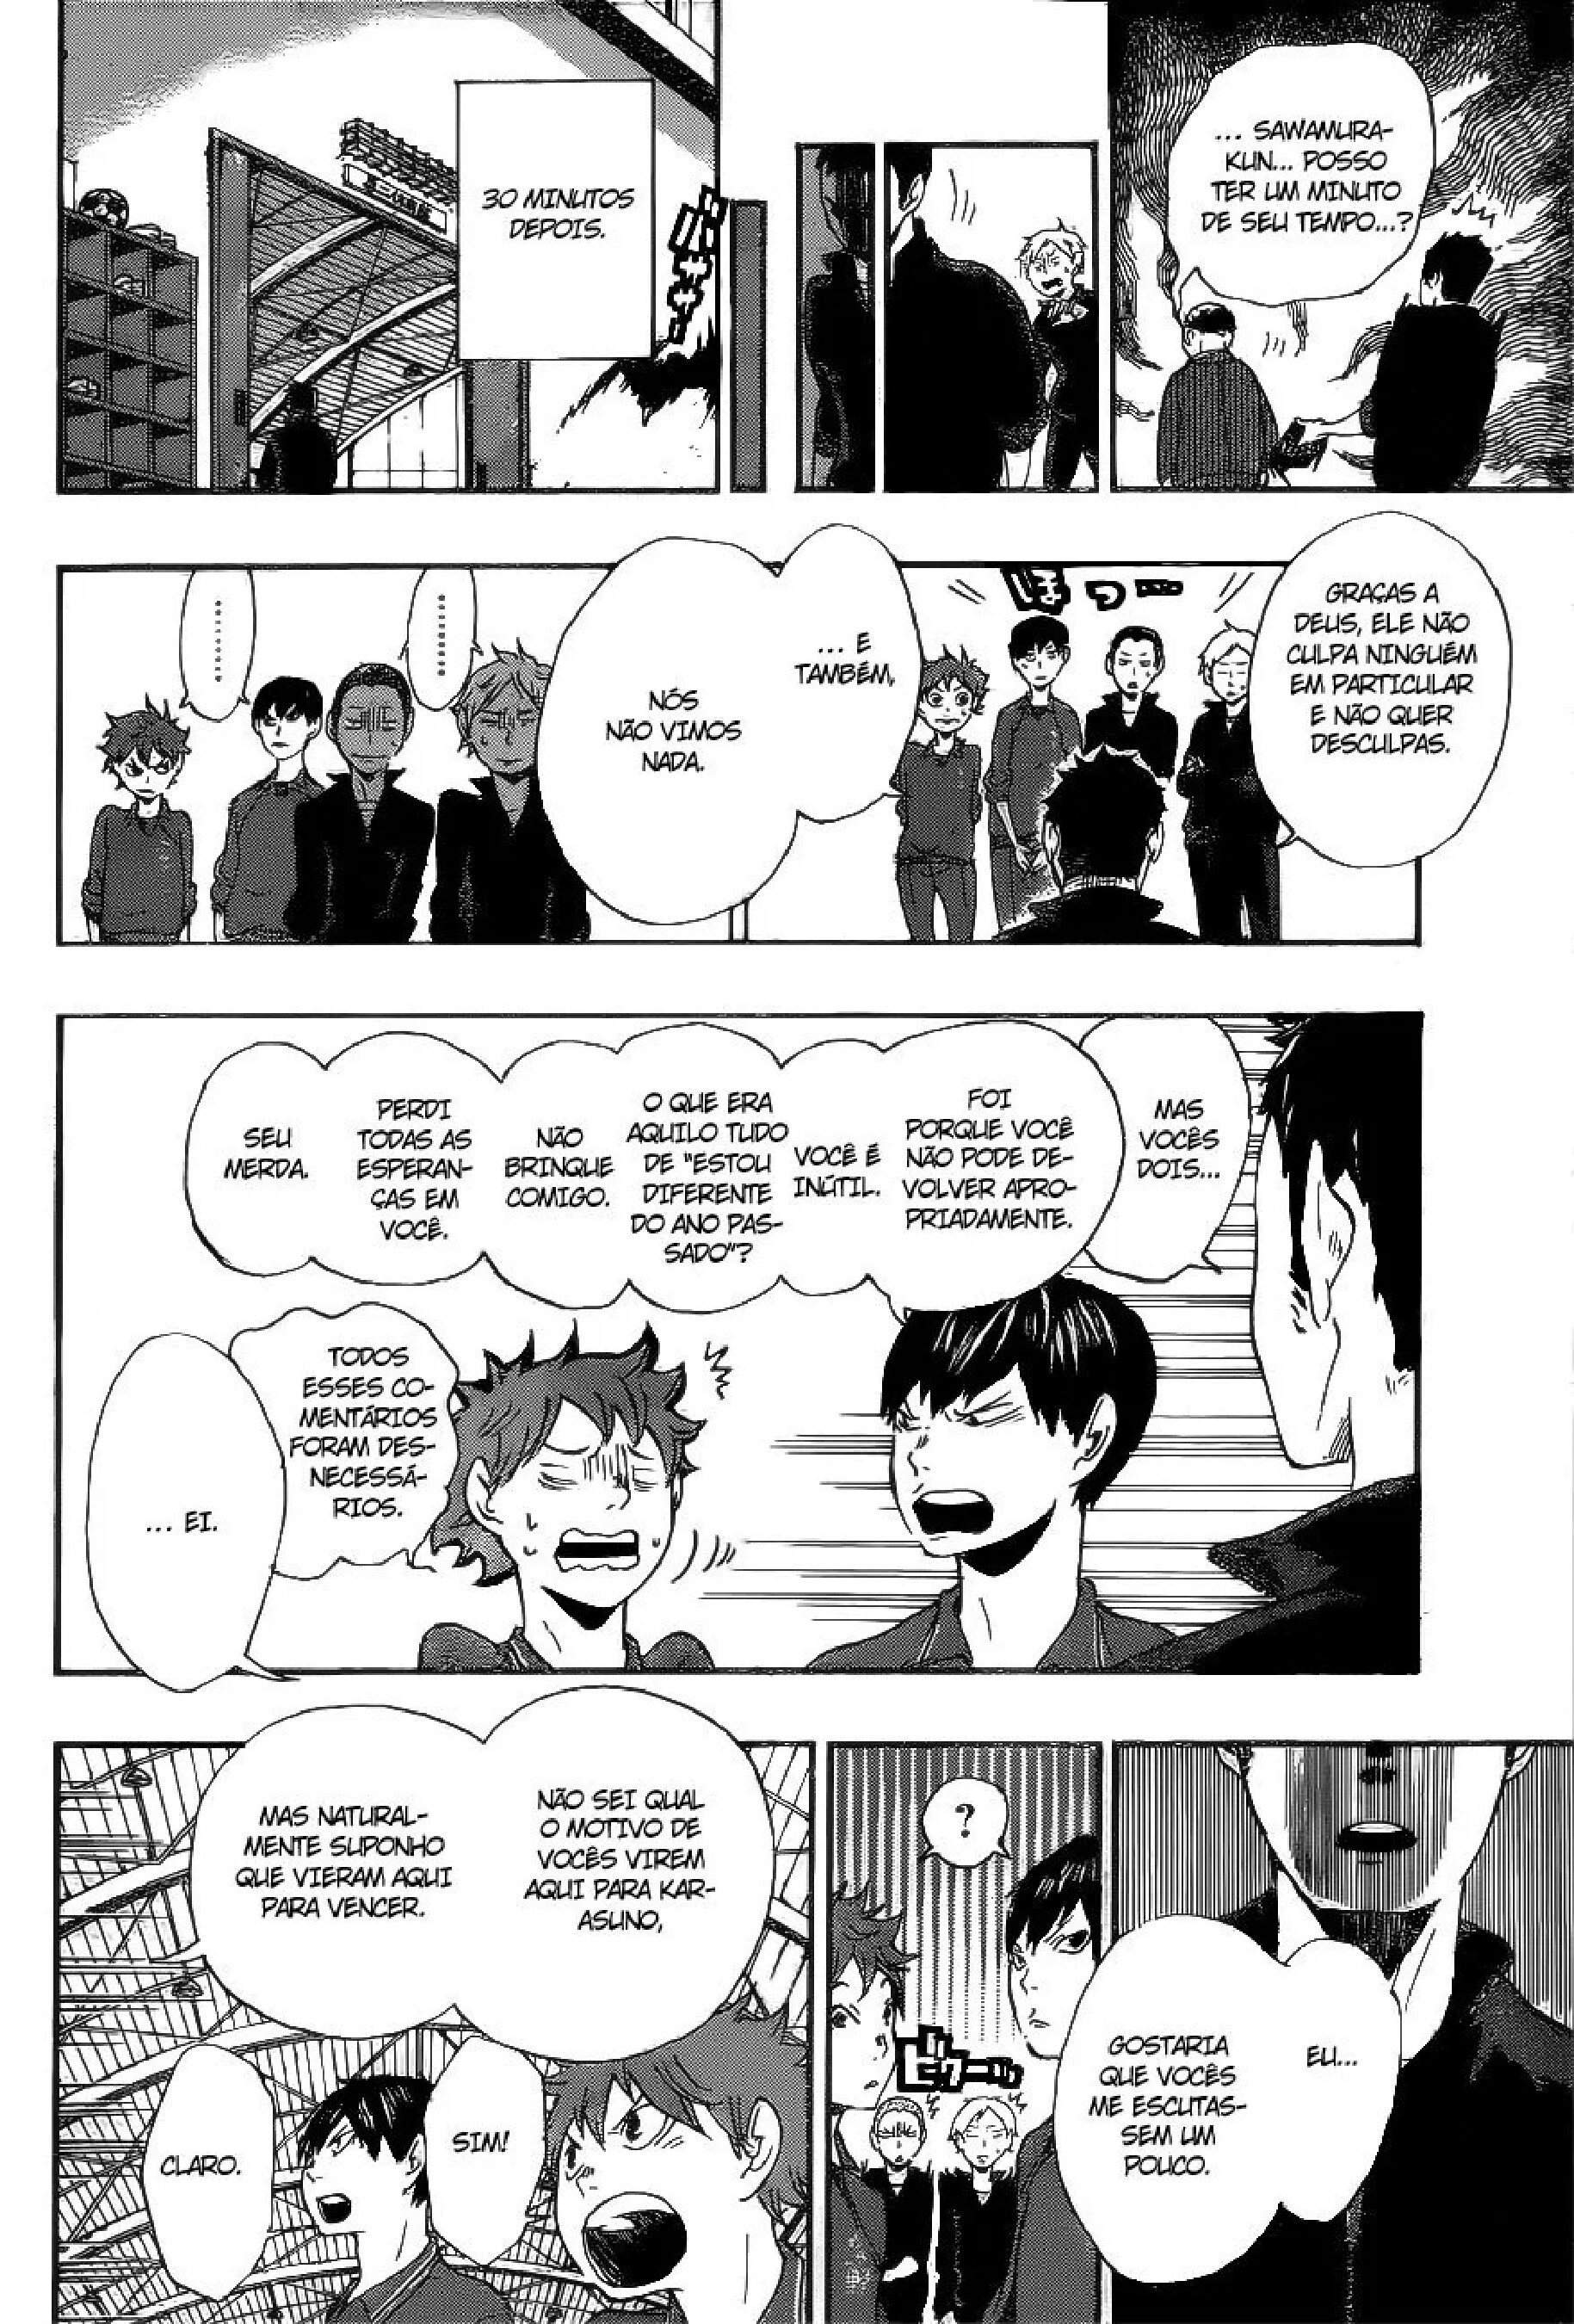 ... SAWAMURA-
KUN... POSSO
TER UM MINUTO
DE SEU TEMPO...?
30 MINUTOS
DEPOIS.
GRAÇAS A
DEUS, ELE NÃO
CULPA NINGUÉM
EM PARTICULAR
E NÃO QUER
DESCULPAS.
ほっ…
... E
TAMBÉM,
NÓS
NÃO VIMOS
NADA.
.........
.........
MAS
VOCÊS
DOIS...
FOI
PORQUE VOCÊ
NÃO PODE DE-
VOLVER APRO-
PRIADAMENTE.
VOCÊ É
INÚTIL.
O QUE ERA
AQUILO TUDO
DE "ESTOU
DIFERENTE
DO ANO PAS-
SADO"?
NÃO
BRINQUE
COMIGO.
PERDI
TODAS AS
ESPERAN-
ÇAS EM
VOCÊ.
SEU
MERDA.
TODOS
ESSES CO-
MENTÁRIOS
FORAM DES-
NECESSÁ-
RIOS.
... EI.
EU...
GOSTARIA
QUE VOCÊS
ME ESCUTAS-
SEM UM
POUCO.
?
NÃO SEI QUAL
O MOTIVO DE
VOCÊS VIREM
AQUI PARA KAR-
ASUNO,
MAS NATURAL-
MENTE SUPONHO
QUE VIERAM AQUI
PARA VENCER.
SIM!
CLARO.